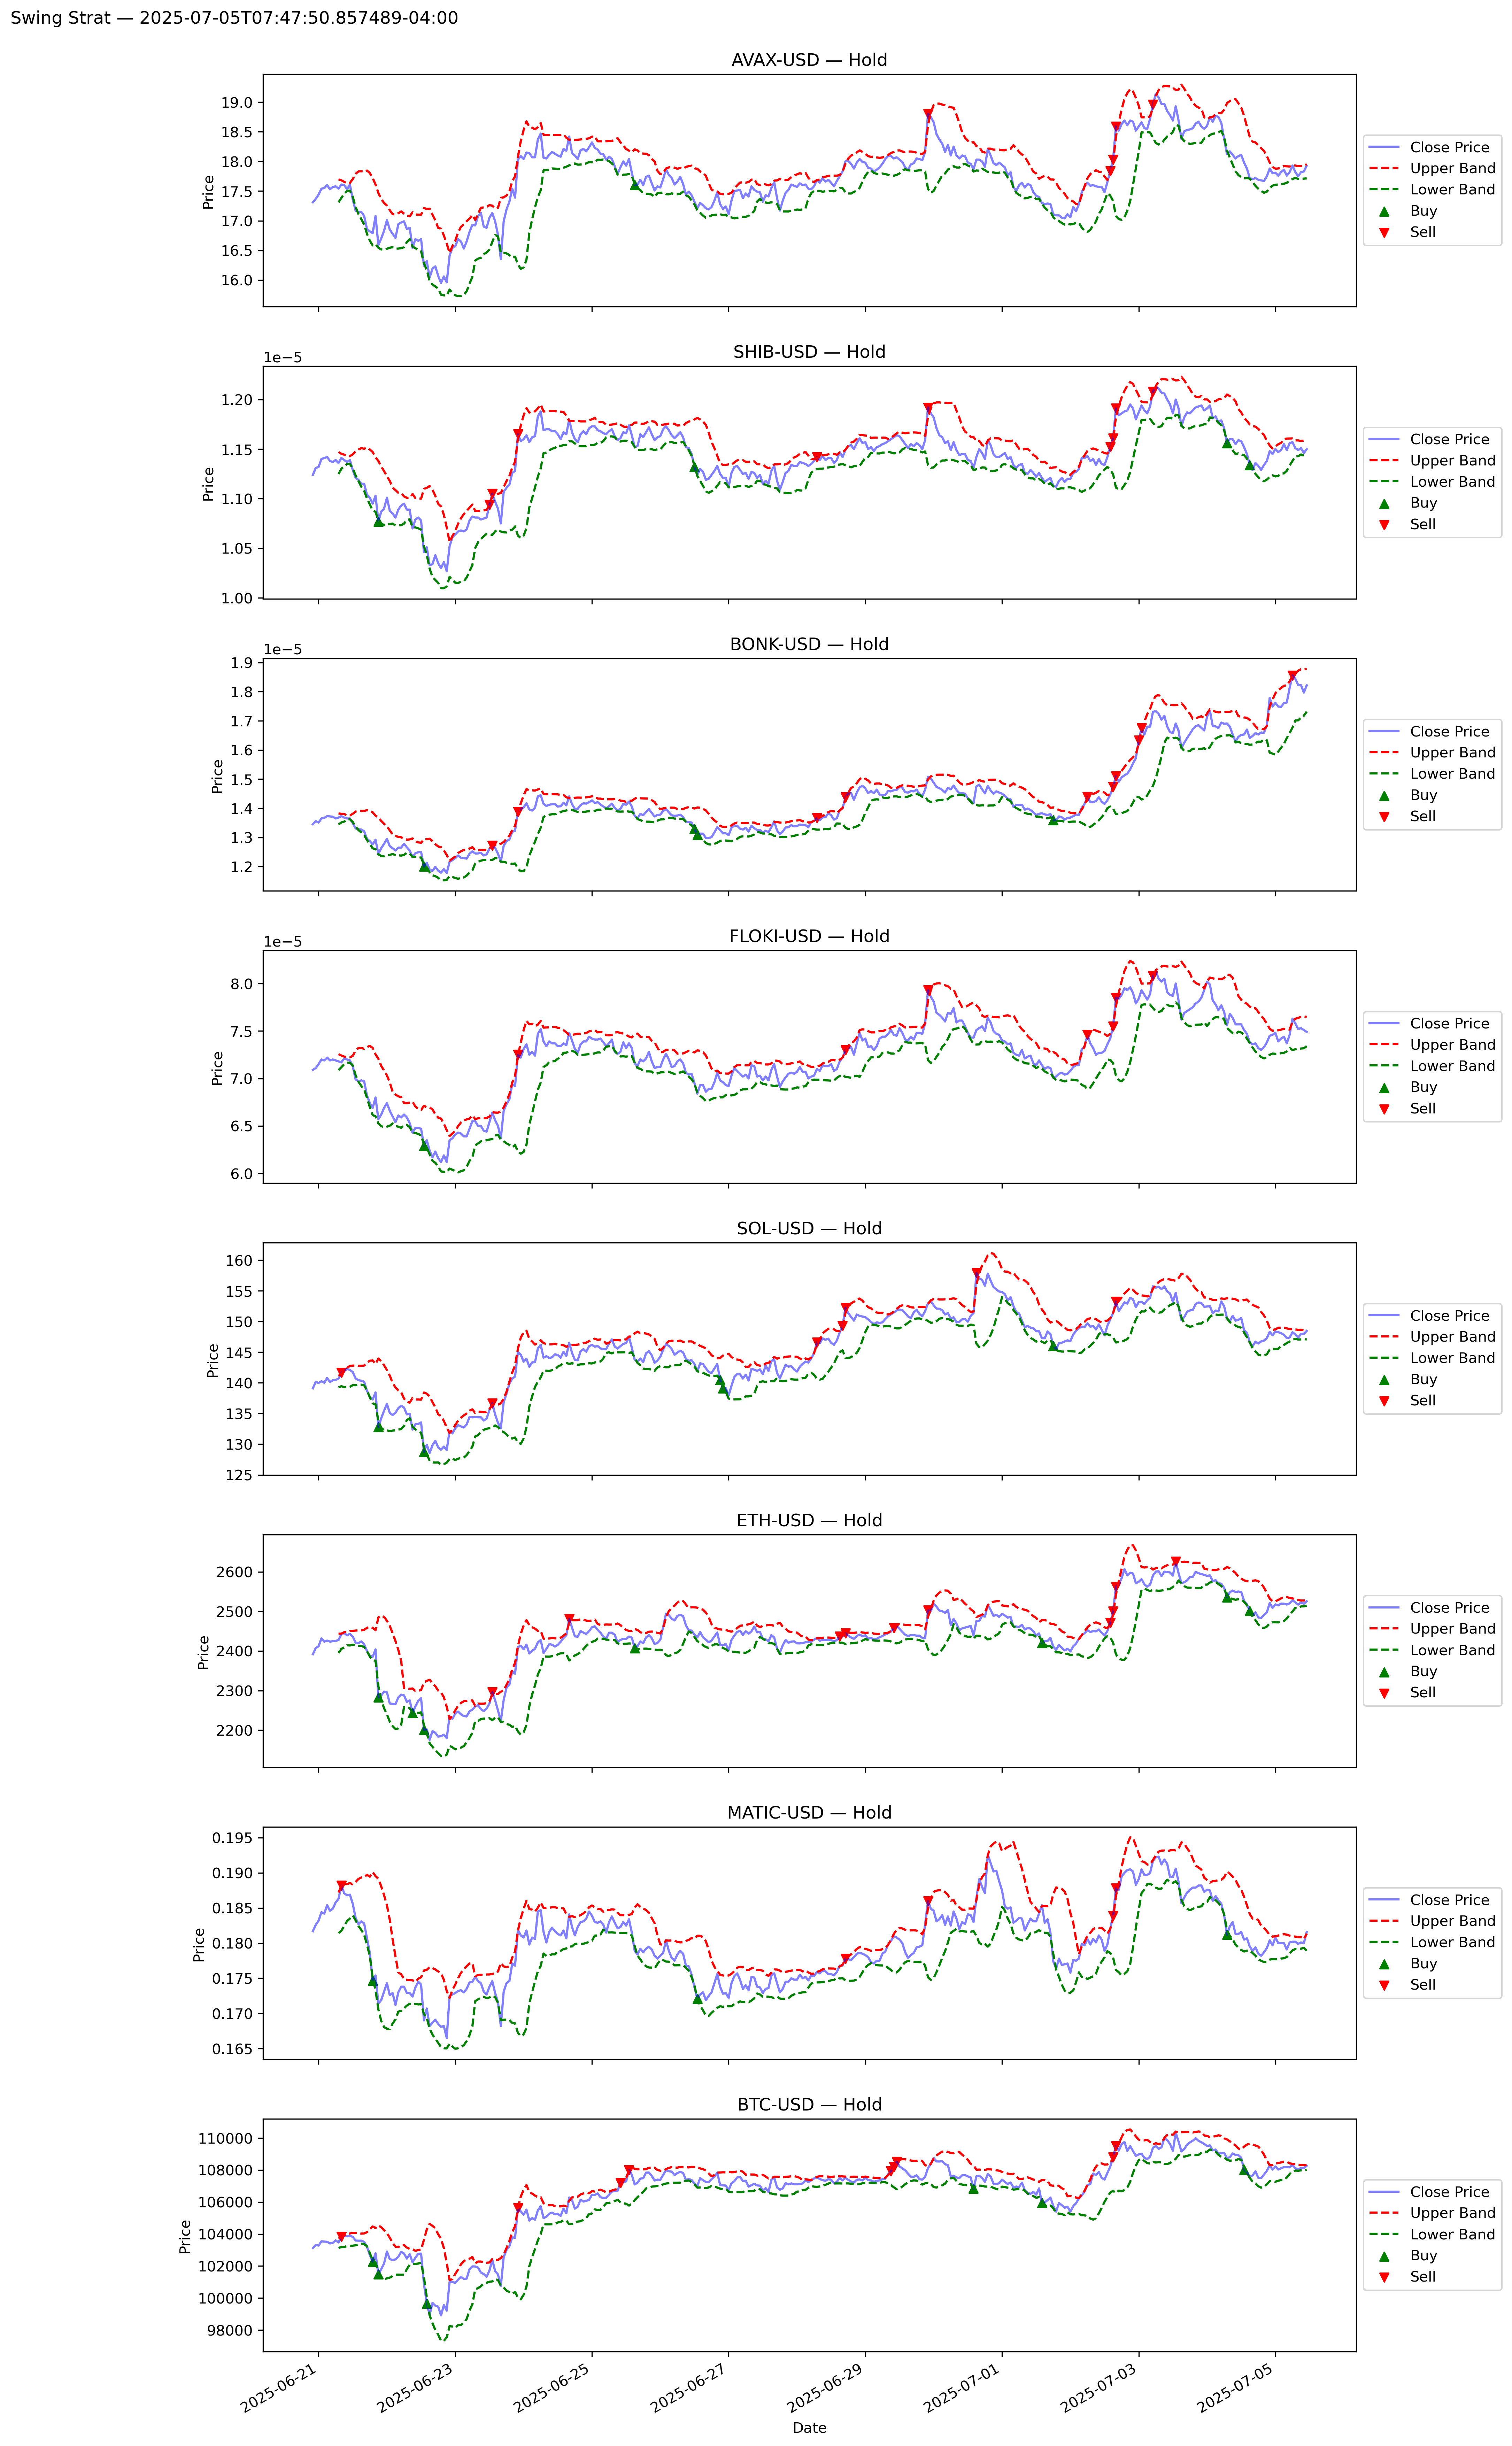 Swing Strat — 2025-07-05T07:47:50.857489-04:00
AVAX-USD — Hold
19.0
18.5
18.0
17.5
17.0
16.5
16.0
Price
Close Price
Upper Band
Lower Band
Buy
Sell
SHIB-USD — Hold
1e−5
1.20
1.15
1.10
1.05
1.00
Price
Close Price
Upper Band
Lower Band
Buy
Sell
BONK-USD — Hold
1e−5
1.9
1.8
1.7
1.6
1.5
1.4
1.3
1.2
Price
Close Price
Upper Band
Lower Band
Buy
Sell
FLOKI-USD — Hold
1e−5
8.0
7.5
7.0
6.5
6.0
Price
Close Price
Upper Band
Lower Band
Buy
Sell
SOL-USD — Hold
160
155
150
145
140
135
130
125
Price
Close Price
Upper Band
Lower Band
Buy
Sell
ETH-USD — Hold
2600
2500
2400
2300
2200
Price
Close Price
Upper Band
Lower Band
Buy
Sell
MATIC-USD — Hold
0.195
0.190
0.185
0.180
0.175
0.170
0.165
Price
Close Price
Upper Band
Lower Band
Buy
Sell
BTC-USD — Hold
110000
108000
106000
104000
102000
100000
98000
Price
Close Price
Upper Band
Lower Band
Buy
Sell
2025-06-21
2025-06-23
2025-06-25
2025-06-27
2025-06-29
2025-07-01
2025-07-03
2025-07-05
Date